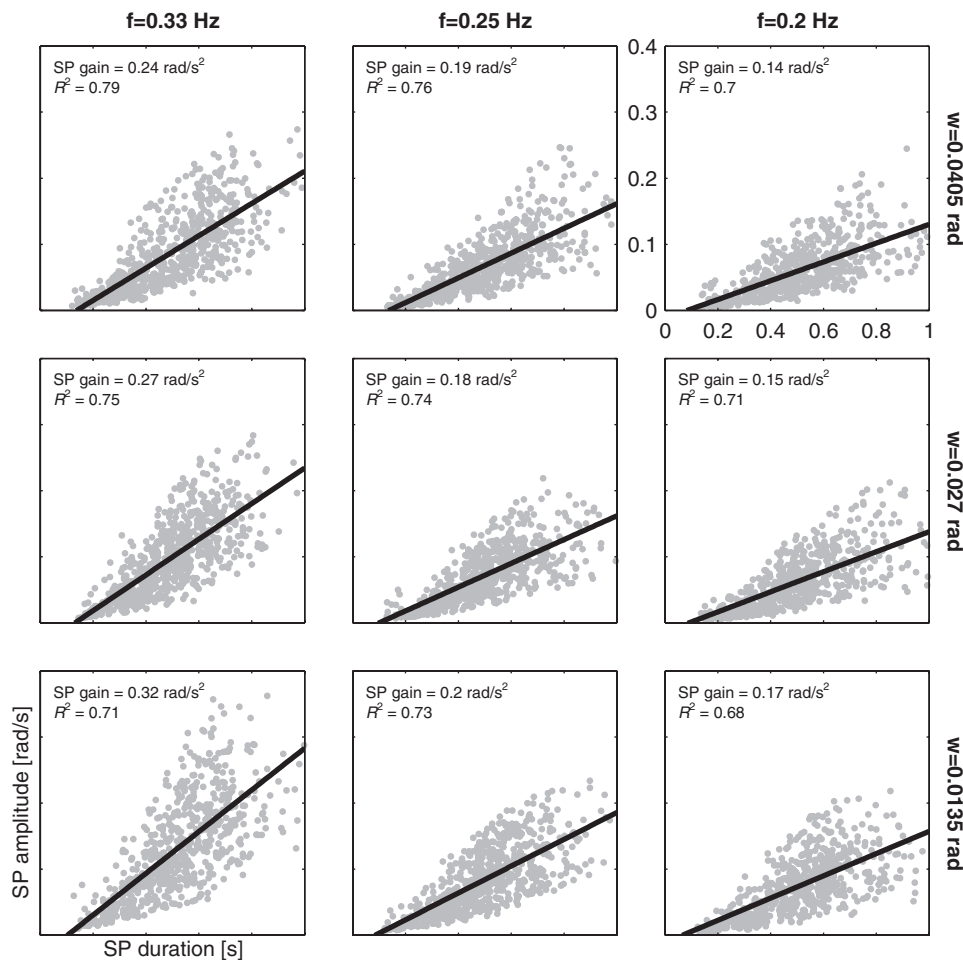 f=0.33 Hz
f=0.25 Hz
f=0.2 Hz
SP gain = 0.24 rad/s²
R² = 0.79
SP gain = 0.19 rad/s²
R² = 0.76
0.4
0.3
0.2
0.1
0
SP gain = 0.14 rad/s²
R² = 0.7
0 0.2 0.4 0.6 0.8 1
w=0.0405 rad
SP gain = 0.27 rad/s²
R² = 0.75
SP gain = 0.18 rad/s²
R² = 0.74
SP gain = 0.15 rad/s²
R² = 0.71
w=0.027 rad
SP gain = 0.32 rad/s²
R² = 0.71
SP gain = 0.2 rad/s²
R² = 0.73
SP gain = 0.17 rad/s²
R² = 0.68
w=0.0135 rad
SP amplitude [rad/s]
SP duration [s]